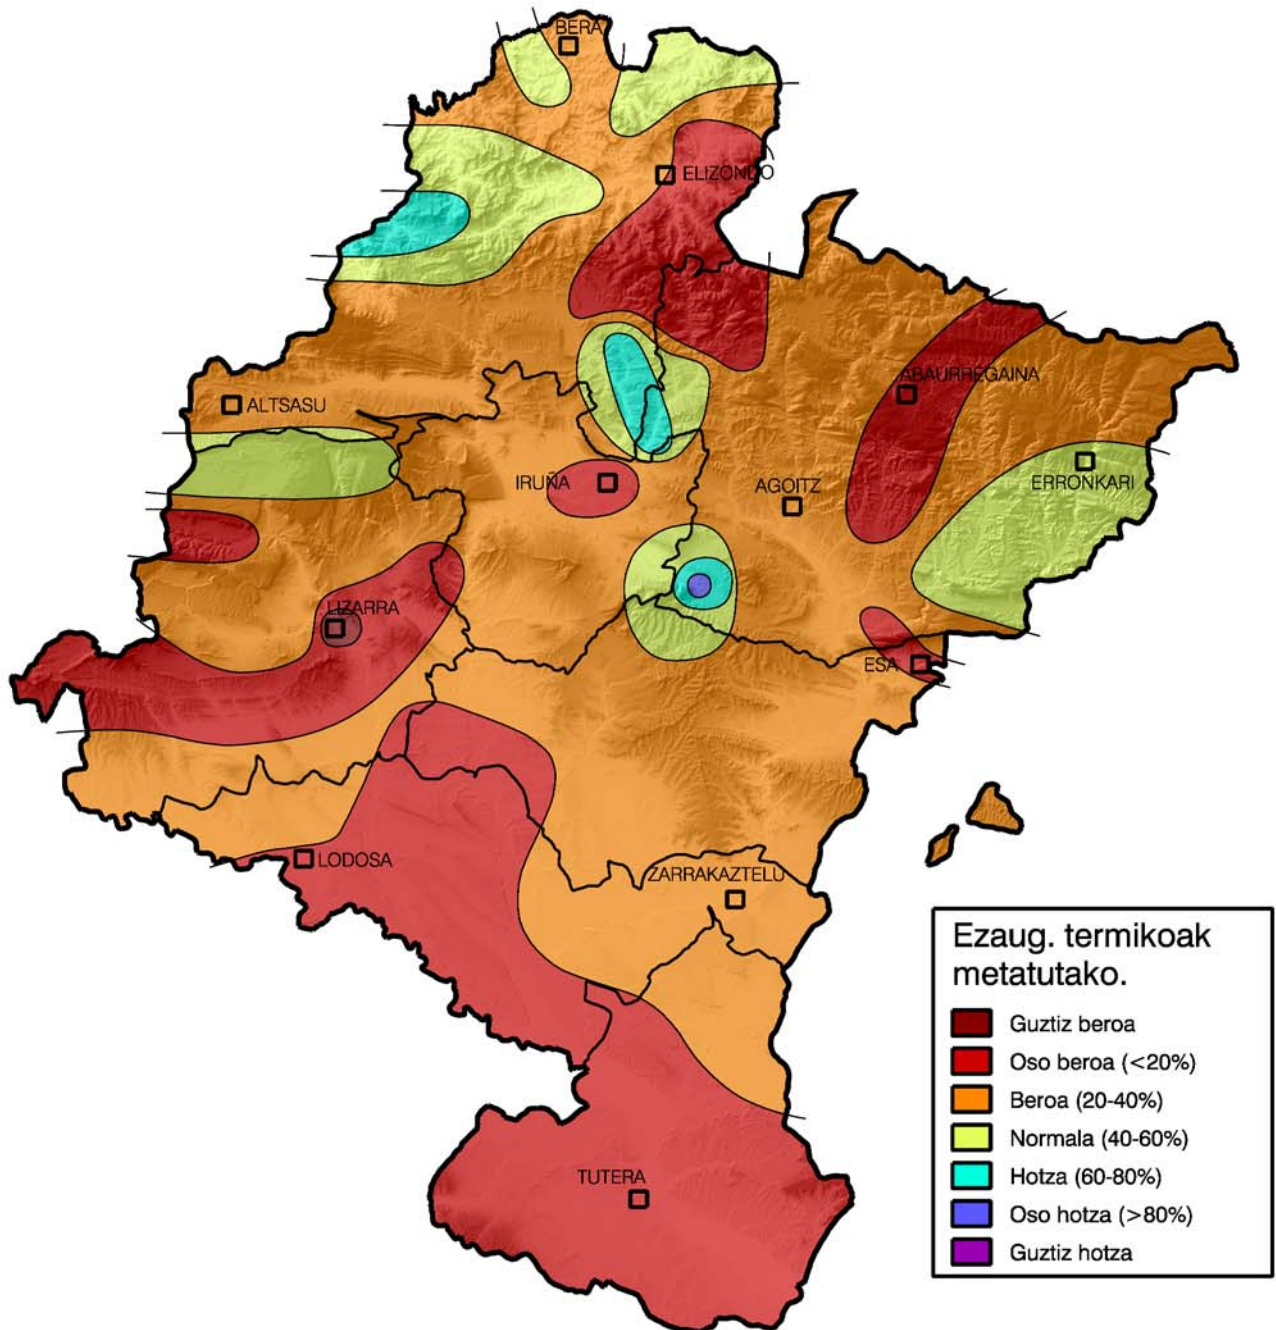 BERA
ELIZONDO
ABAURREGAINA
ALTSASU
IRUÑA
AGOITZ
ERRONKARI
LIZARRA
ESA
LODOSA
ZARRAKAZTELU
TUTERA
Ezaug. termikoak
metatutako.
Guztiz beroa
Oso beroa (<20%)
Beroa (20-40%)
Normala (40-60%)
Hotza (60-80%)
Oso hotza (>80%)
Guztiz hotza